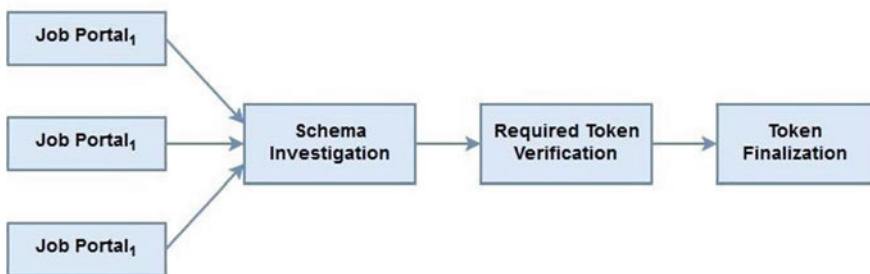 Job Portal₁
Job Portal₁
Job Portal₁
Schema
Investigation
Required Token
Verification
Token
Finalization